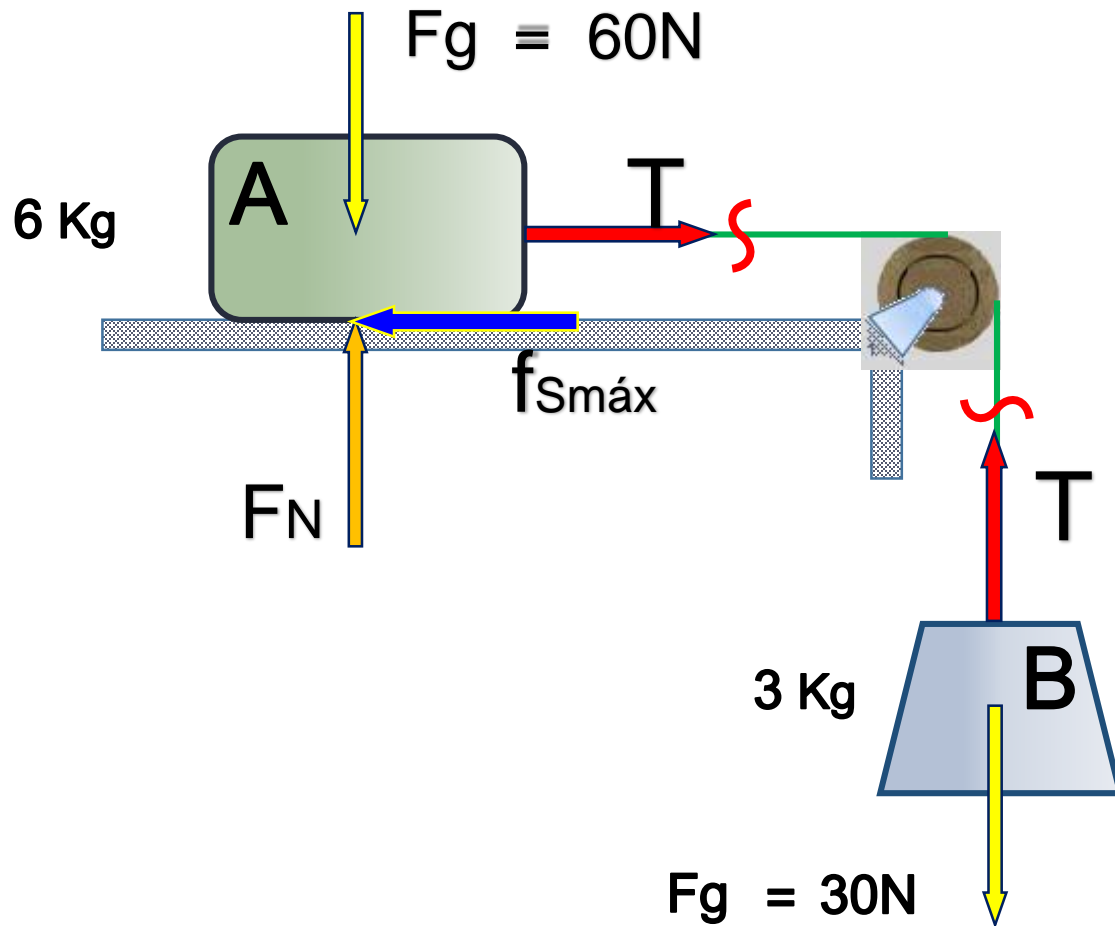 Fg = 60N
A
T
6 Kg
fSmáx
FN
T
B
3 Kg
Fg = 30N